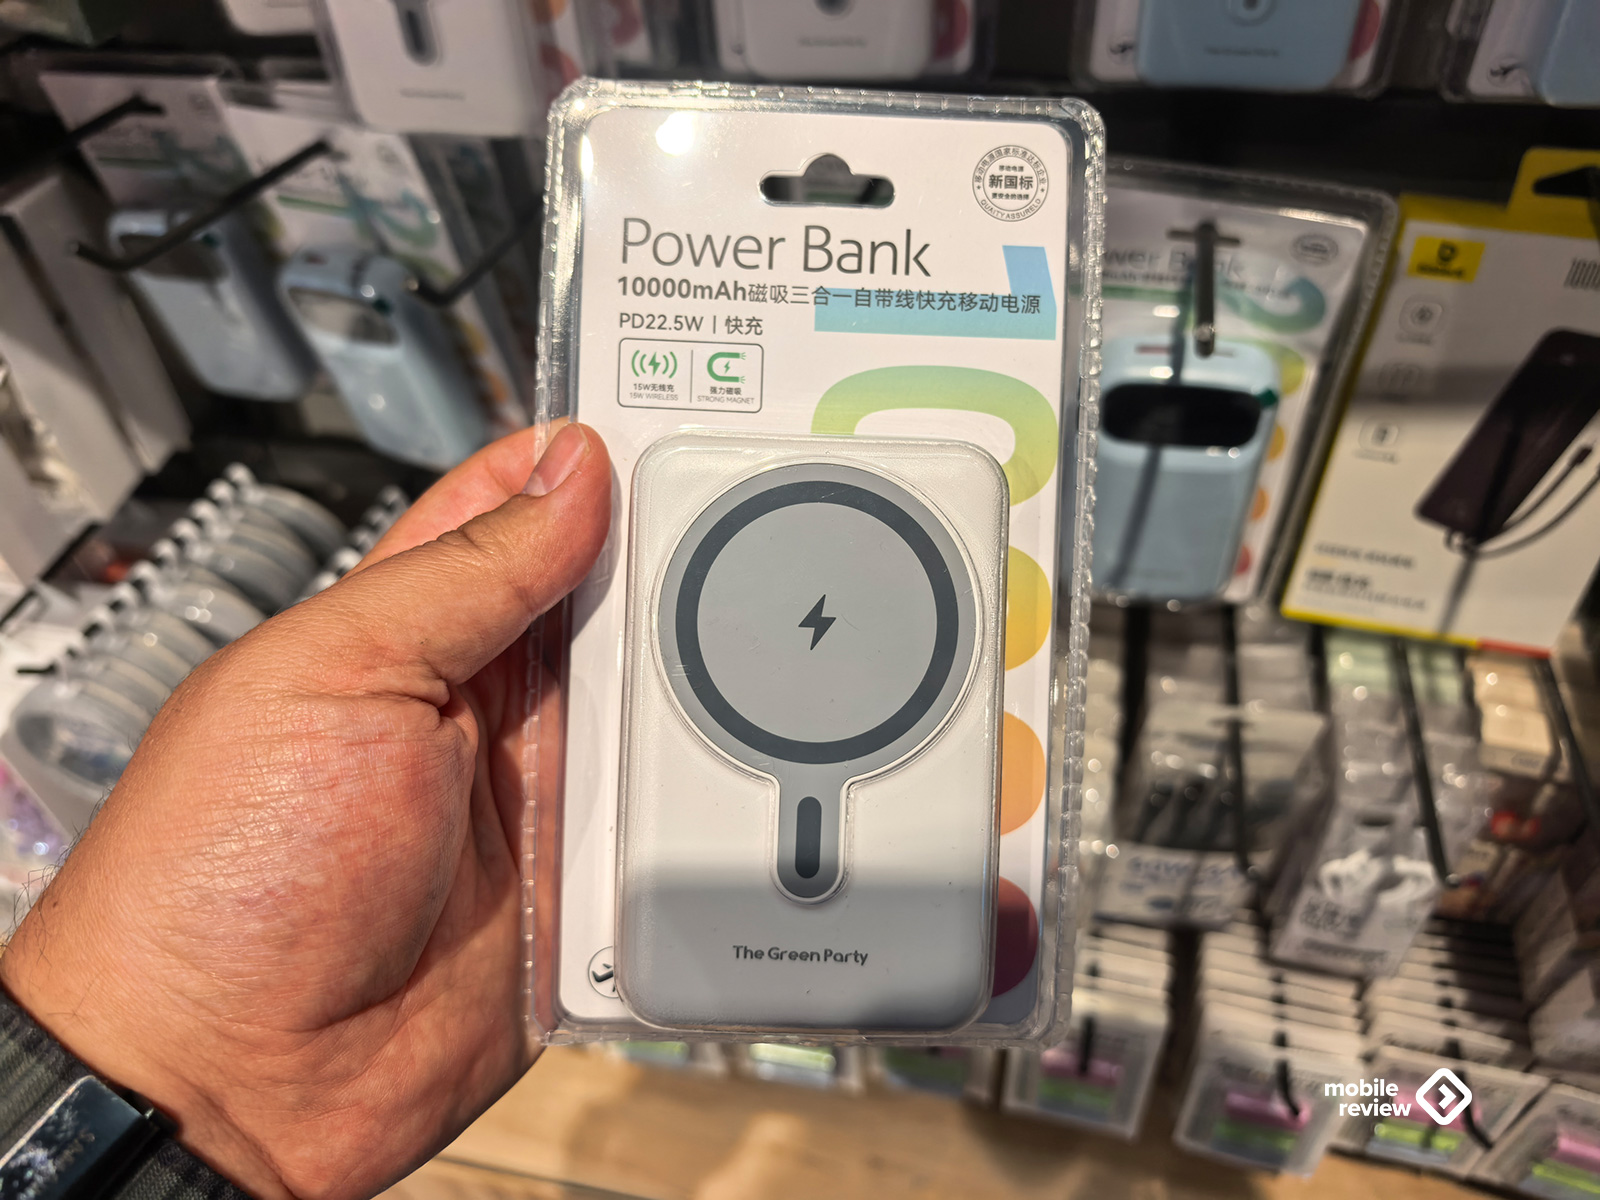 Power Bank
10000mAh磁吸三合一自带线快充移动电源
PD22.5W | 快充
15W无线充
15W WIRELESS
强力磁吸
STRONG MAGNET
新国标
QUALITY ASSURELD
The Green Party
mobile
review